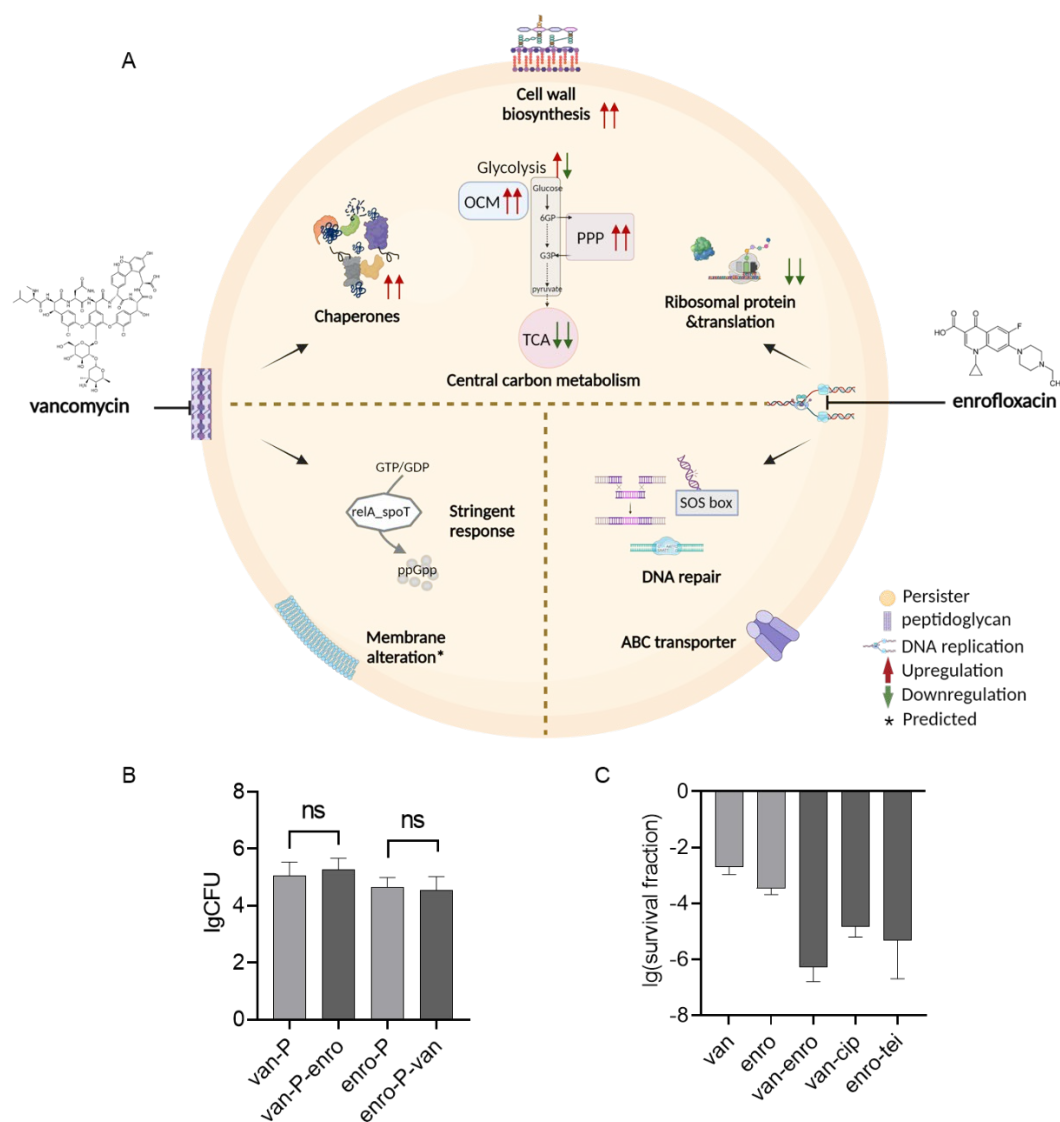 A
Cell wall
biosynthesis
Glycolysis
Glucose
OCM
6GP
PPP
G3P
pyruvate
TCA
Central carbon metabolism
Chaperones
Ribosomal protein
&translation
vancomycin
enrofloxacin
GTP/GDP
relA_spoT
ppGpp
Stringent
response
Membrane
alteration*
SOS box
DNA repair
ABC transporter
Persister
peptidoglycan
DNA replication
Upregulation
Downregulation
* Predicted
B
lgCFU
8
6
4
2
0
ns
ns
van-P
van-P-enro
enro-P
enro-P-van
C
lg(survival fraction)
0
-2
-4
-6
-8
van
enro
van-enro
van-cip
enro-tei